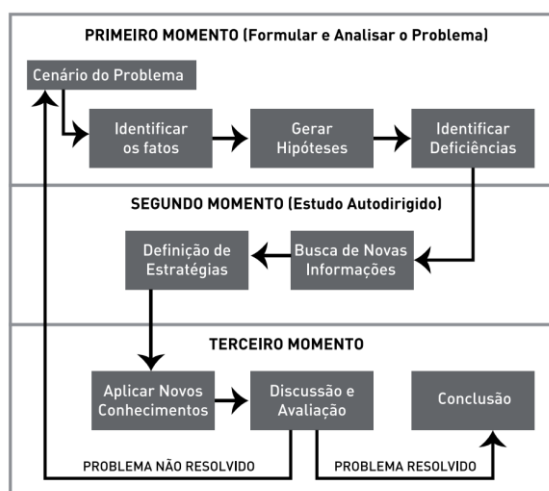 PRIMEIRO MOMENTO (Formular e Analisar o Problema)
Cenário do Problema
Identificar
os fatos
Gerar
Hipóteses
Identificar
Deficiências
SEGUNDO MOMENTO (Estudo Autodirigido)
Definição de
Estratégias
Busca de Novas
Informações
TERCEIRO MOMENTO
Aplicar Novos
Conhecimentos
Discussão e
Avaliação
Conclusão
PROBLEMA NÃO RESOLVIDO
PROBLEMA RESOLVIDO